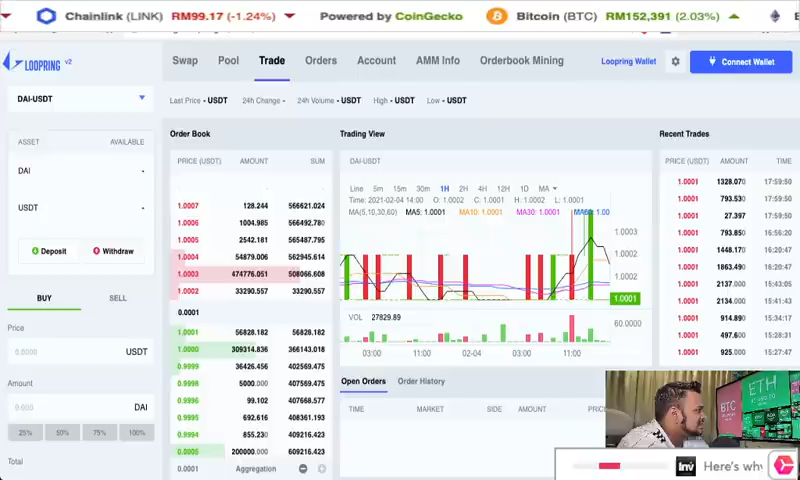 Chainlink (LINK) RM99.17 (-1.24%) Powered by CoinGecko Bitcoin (BTC) RM152,391 (2.03%)
LOOPRING v2 Swap Pool Trade Orders Account AMM Info Orderbook Mining Loopring Wallet Connect Wallet
DAI-USDT
Last Price - USDT 24h Change - 24h Volume - USDT High - USDT Low - USDT
ASSET AVAILABLE
DAI -
USDT -
Deposit Withdraw
BUY SELL
Price
USDT
Amount
DAI
25% 50% 75% 100%
Total
Order Book
PRICE (USDT) AMOUNT SUM
1.0007 128.244 566621.024
1.0006 1004.985 566492.780
1.0005 2542.181 565487.795
1.0004 54879.006 562945.614
1.0003 474776.051 508066.608
1.0002 33290.557 33290.557
0.0001
1.0001 56828.182 56828.182
1.0000 309314.836 366143.018
0.9999 36426.456 402569.475
0.9998 5000.000 407569.475
0.9996 99.102 407668.577
0.9995 692.616 408361.193
0.9994 855.230 409216.423
0.0005 200000.000 609216.423
0.0001 Aggregation
Trading View
DAI-USDT
Line 5m 15m 30m 1H 2H 4H 12H 1D MA
Time: 2021-02-04 14:00 O: 1.0002 C: 1.0001 H: 1.0002 L: 1.0001
MA(5,10,30,60) MA5: 1.0001 MA10: 1.0001 MA30: 1.0001 MA60: 1.00
1.0003
1.0002
1.0002
1.0001
VOL 27829.89
60.0000
03:00 11:00 02-04 03:00 11:00
Open Orders Order History
TIME MARKET SIDE AMOUNT
Recent Trades
PRICE (USDT) AMOUNT TIME
1.0001 1328.070 17:59:50
1.0001 793.530 17:59:50
1.0001 27.397 17:59:50
1.0001 793.85 16:56:20
1.0001 1448.170 16:20:47
1.0001 1863.490 16:20:47
1.0001 2137.000 15:43:05
1.0001 2134.000 15:41:43
1.0001 914.890 15:34:17
1.0001 497.600 15:28:31
1.0001 925.000 15:27:47
BTC
ETH
Inv Here's why